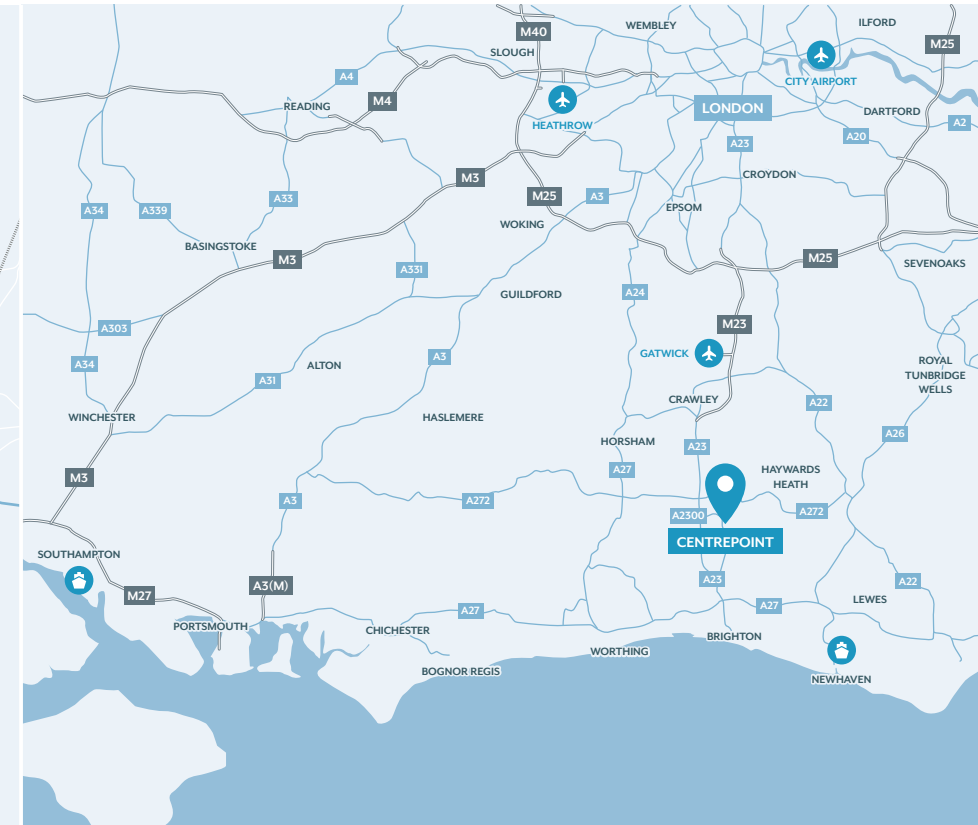 M40
WEMBLEY
ILFORD
M25
SLOUGH
A4
CITY AIRPORT
READING
M4
HEATHROW
LONDON
DARTFORD
A2
A20
A23
M3
CROYDON
A34
A339
A33
M25
A3
EPSOM
WOKING
BASINGSTOKE
M3
A331
M25
SEVENOAKS
GUILDFORD
A24
A303
M23
A34
A31
ALTON
A3
GATWICK
ROYAL
TUNBRIDGE
WELLS
CRAWLEY
A22
WINCHESTER
HASLEMERE
A26
HORSHAM
A23
M3
A27
HAYWARDS
HEATH
A3
A272
A2300
A272
CENTREPOINT
SOUTHAMPTON
M27
A3(M)
A23
A22
A27
A27
LEWES
PORTSMOUTH
CHICHESTER
BRIGHTON
WORTHING
BOGNOR REGIS
NEWHAVEN